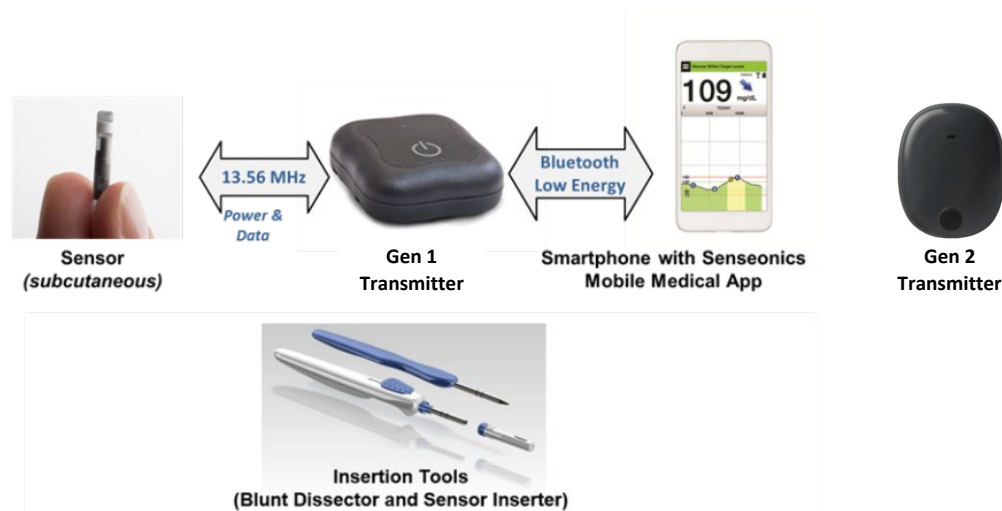 13.56 MHz
Power &
Data
Sensor
(subcutaneous)
Gen 1
Transmitter
Bluetooth
Low Energy
109
mg/dL
Smartphone with Senseonics
Mobile Medical App
Gen 2
Transmitter
Insertion Tools
(Blunt Dissector and Sensor Inserter)